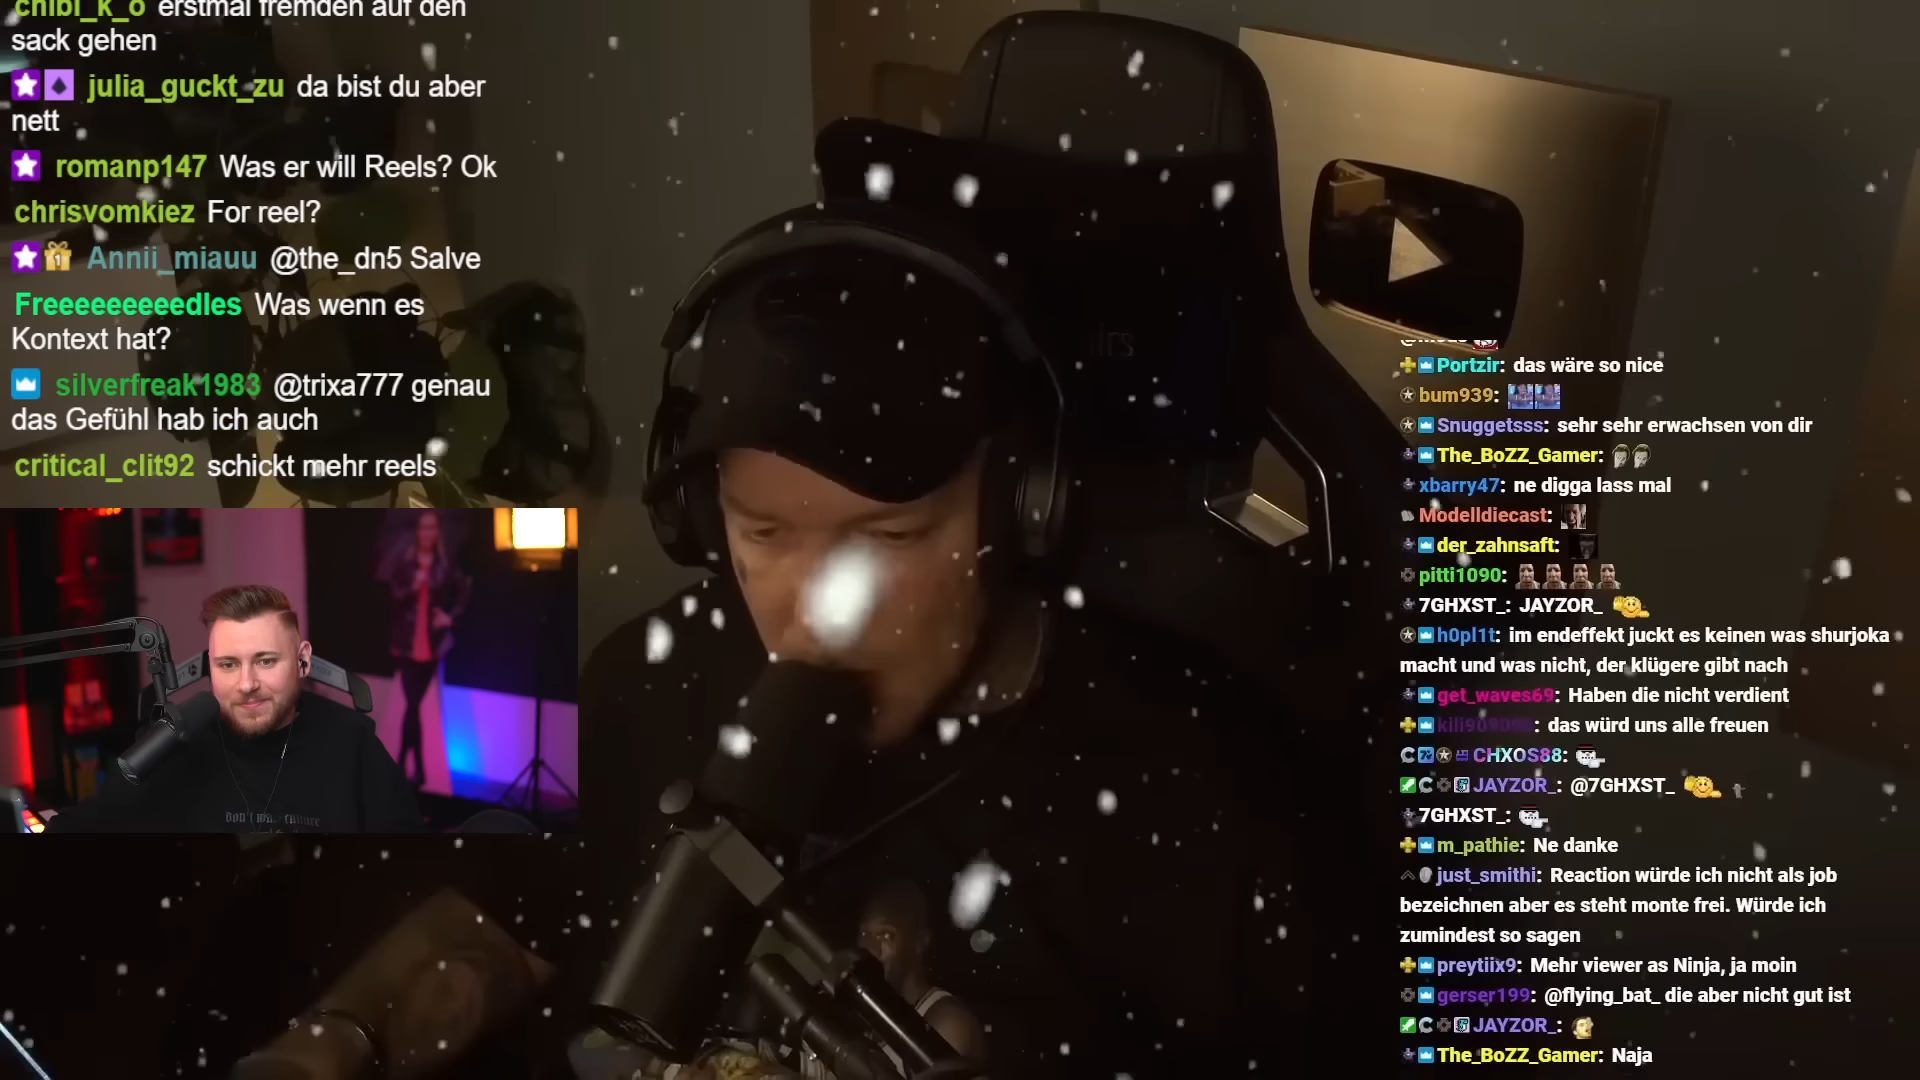 chibi_k_o erstmal fremden auf den
sack gehen
julia_guckt_zu da bist du aber
nett
romanp147 Was er will Reels? Ok
chrisvomkiez For reel?
Annii_miauu @the_dn5 Salve
Freeeeeeeeedles Was wenn es
Kontext hat?
silverfreak1983 @trixa777 genau
das Gefühl hab ich auch
critical_clit92 schickt mehr reels
Portzir: das wäre so nice
bum939:
Snuggetsss: sehr sehr erwachsen von dir
The_BoZZ_Gamer:
xbarry47: ne digga lass mal
Modelldiecast:
der_zahnsaft:
pitti1090:
7GHXST_: JAYZOR_
h0pl1t: im endeffekt juckt es keinen was shurjoka
macht und was nicht, der klügere gibt nach
get_waves69: Haben die nicht verdient
das würd uns alle freuen
CHXOS88:
JAYZOR_: @7GHXST_
7GHXST_:
m_pathie: Ne danke
just_smithi: Reaction würde ich nicht als job
bezeichnen aber es steht monte frei. Würde ich
zumindest so sagen
preytiix9: Mehr viewer as Ninja, ja moin
gerser199: @flying_bat_ die aber nicht gut ist
JAYZOR_:
The_BoZZ_Gamer: Naja